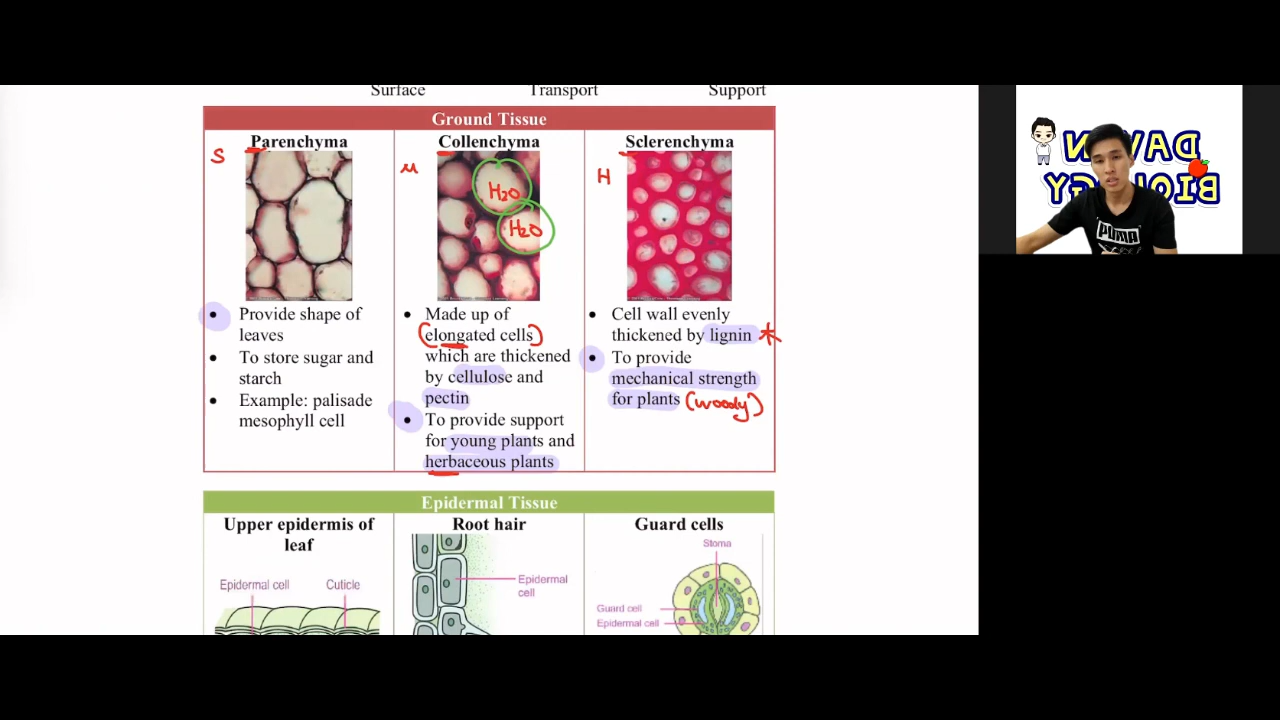 Surface Transport Support
Ground Tissue
Parenchyma
S
Provide shape of
leaves
To store sugar and
starch
Example: palisade
mesophyll cell
Collenchyma
M
H2O
H2O
Made up of
(elongated cells)
which are thickened
by cellulose and
pectin
To provide support
for young plants and
herbaceous plants
Sclerenchyma
H
Cell wall evenly
thickened by lignin *
To provide
mechanical strength
for plants (woody)
Epidermal Tissue
Upper epidermis of
leaf
Epidermal cell Cuticle
Root hair
Epidermal
cell
Guard cells
Stoma
Guard cell
Epidermal cell
BIOLOGY
PUMA